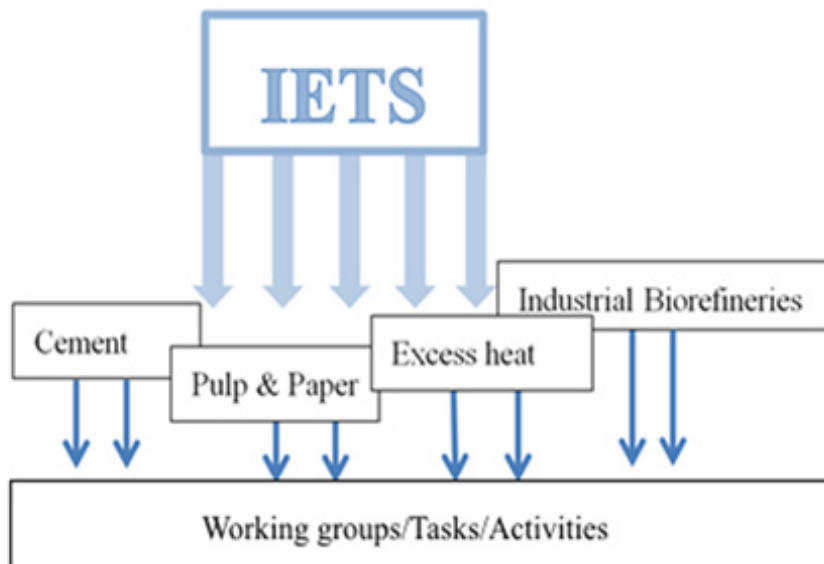 IETS
Industrial Biorefineries
Cement
Excess heat
Pulp & Paper
Working groups/Tasks/Activities